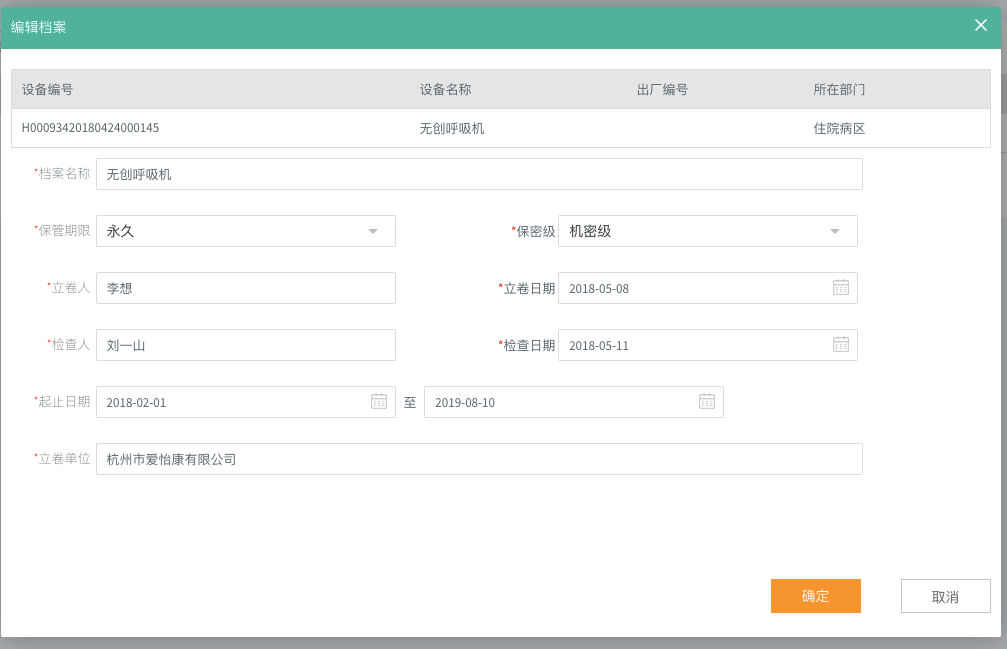 编辑档案
设备编号 设备名称 出厂编号 所在部门
H00093420180424000145 无创呼吸机 住院病区
*档案名称 无创呼吸机
*保管期限 永久 *保密级 机密级
*立卷人 李想 *立卷日期 2018-05-08
*检查人 刘一山 *检查日期 2018-05-11
*起止日期 2018-02-01 至 2019-08-10
*立卷单位 杭州市爱怡康有限公司
确定 取消